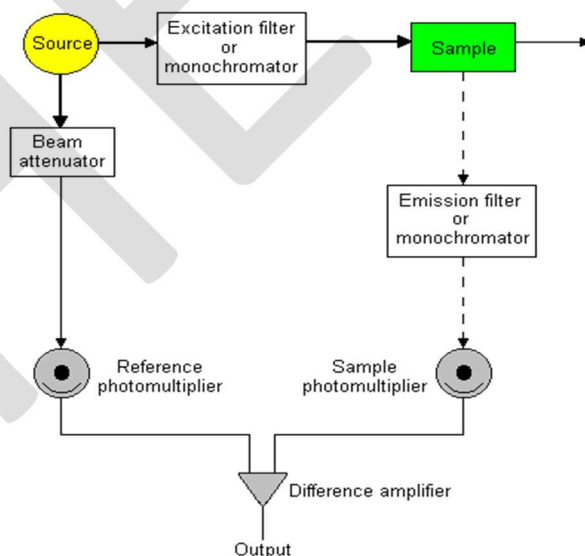 Source
Excitation filter
or
monochromator
Sample
Beam
attenuator
Emission filter
or
monochromator
Reference
photomultiplier
Sample
photomultiplier
Difference amplifier
Output